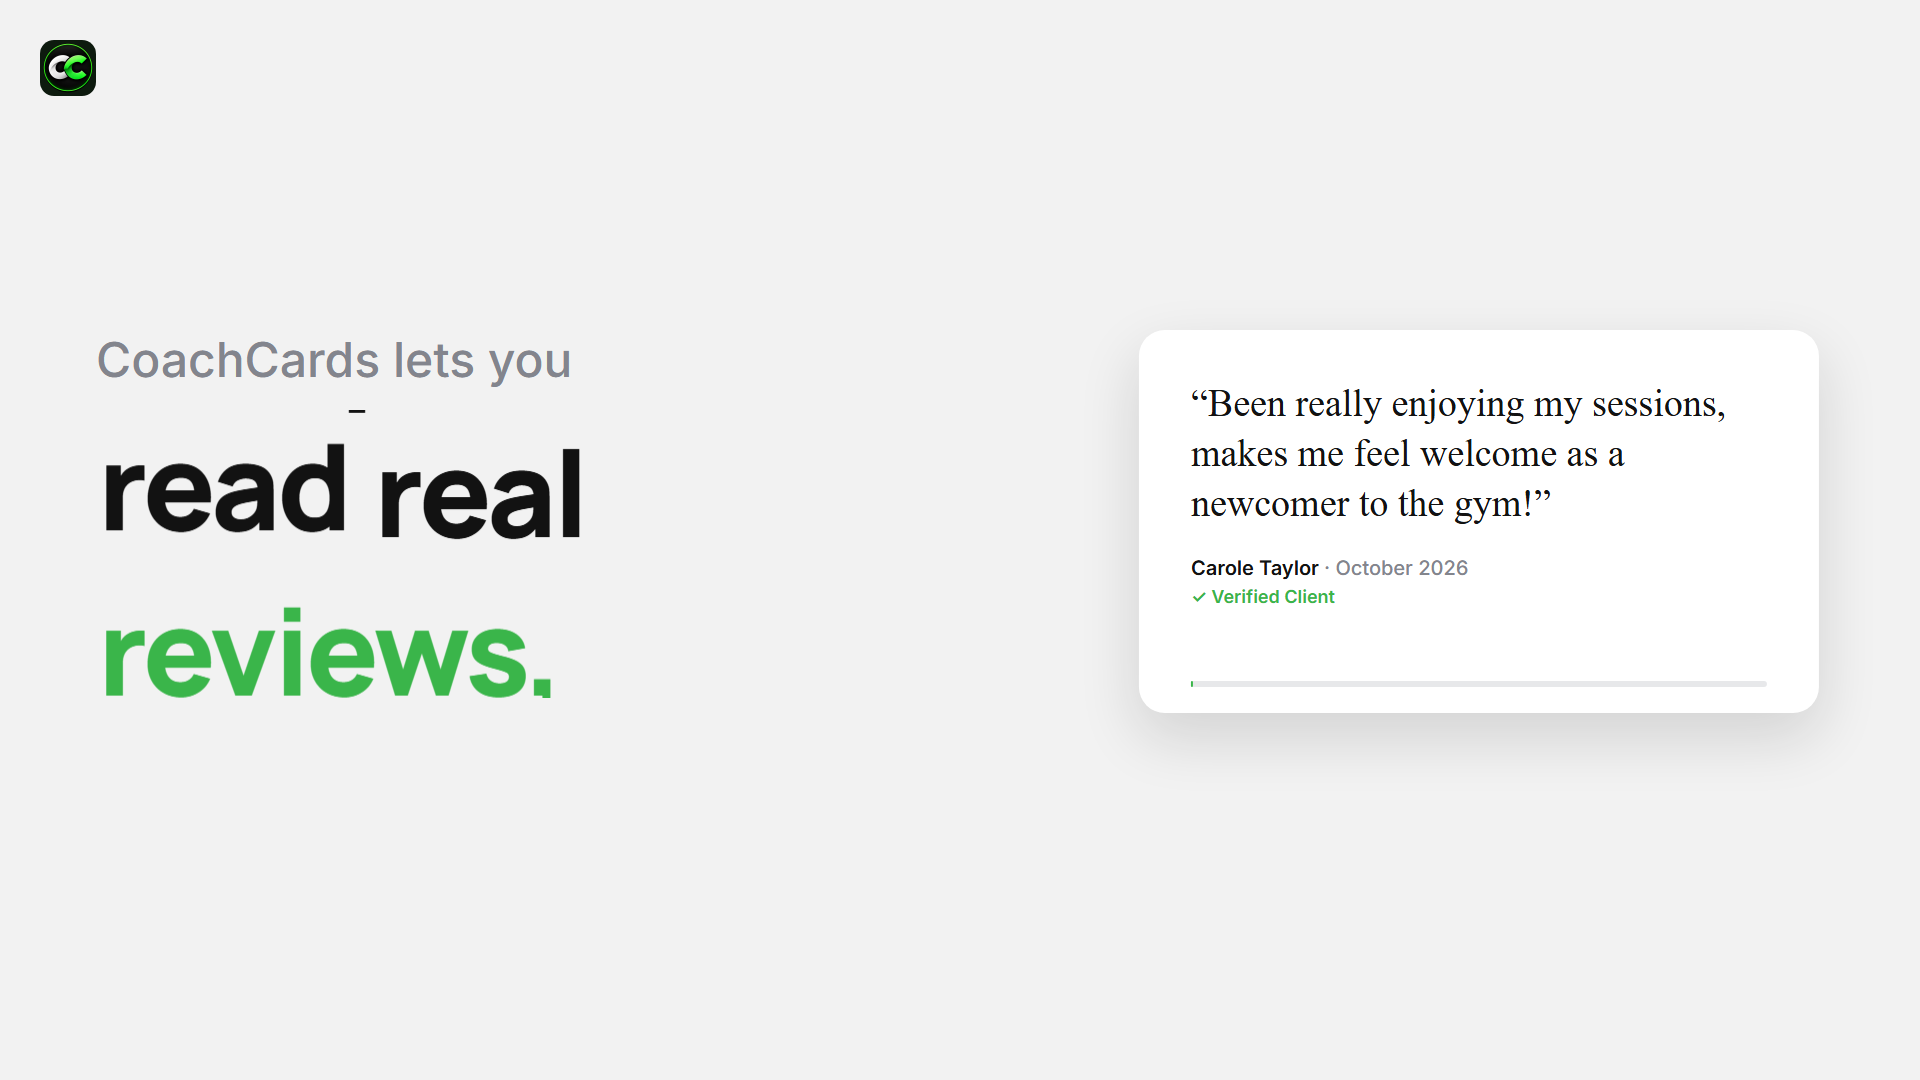 CC
CoachCards lets you
read real
reviews.
“Been really enjoying my sessions,
makes me feel welcome as a
newcomer to the gym!”
Carole Taylor · October 2026
✓ Verified Client